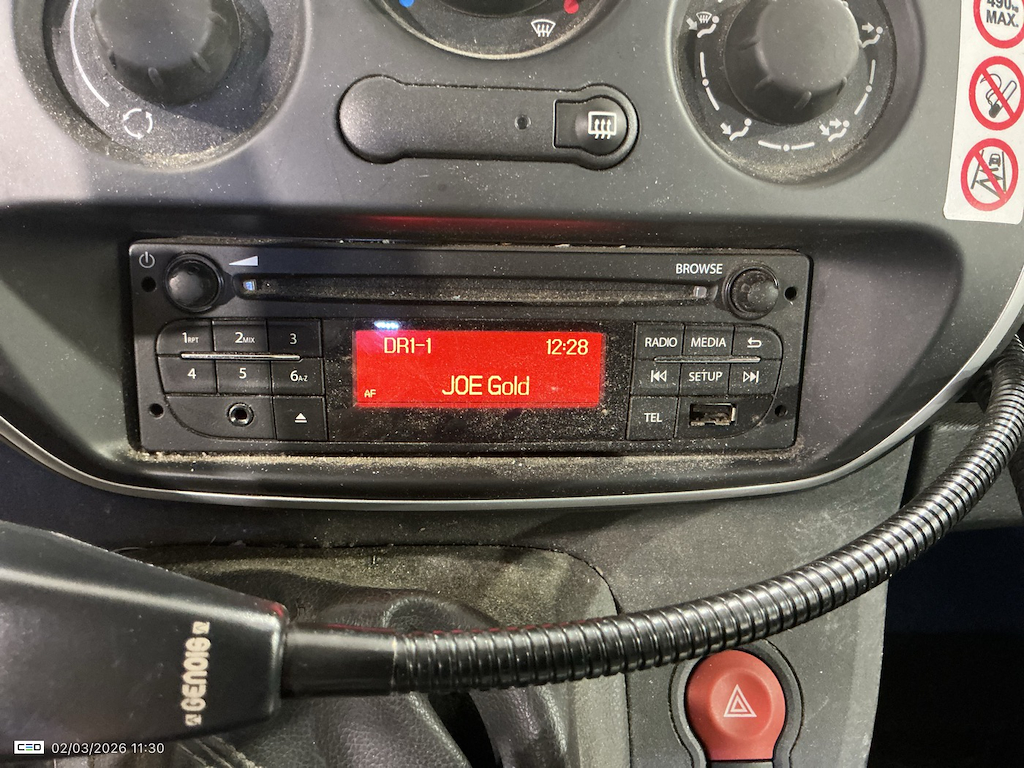 490kg
MAX.
BROWSE
1RPT 2MIX 3
4 5 6A-Z
DR1-1 12:28
JOE Gold
AF
RADIO MEDIA
SETUP
TEL
GENOIS
CEO 02/03/2026 11:30